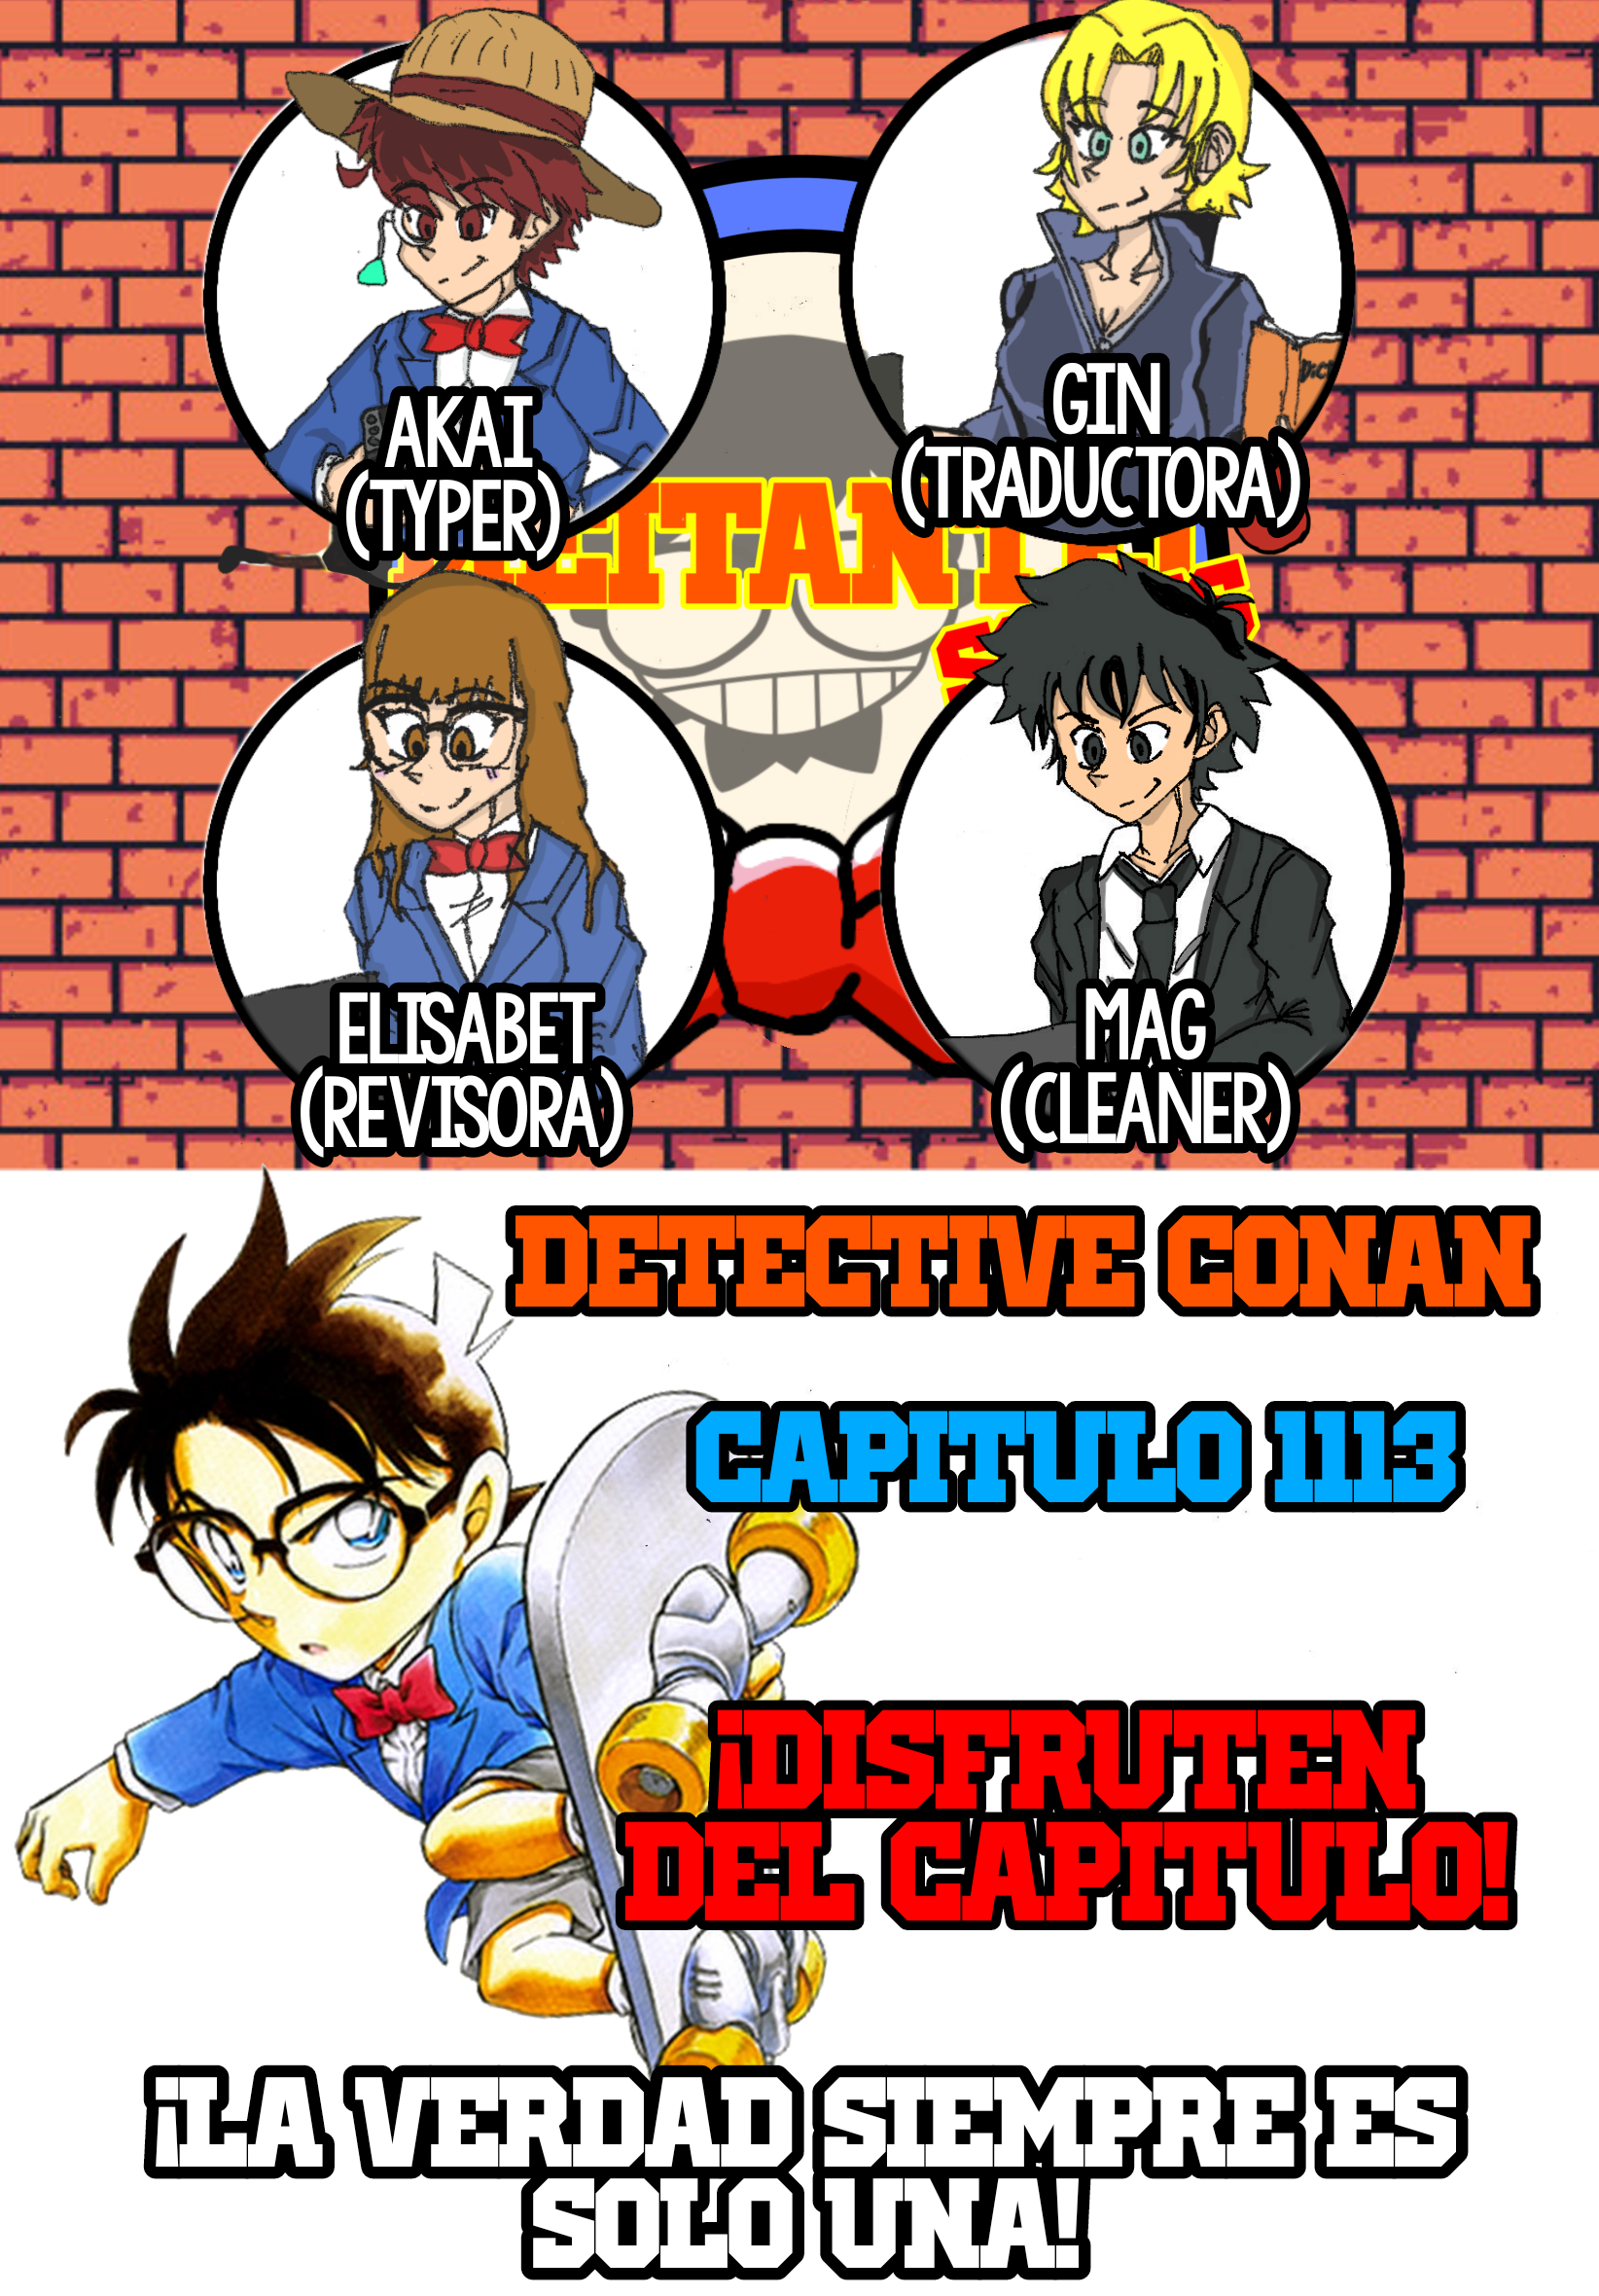 AKAI
(TYPER)
GIN
(TRADUCTORA)
ELISABET
(REVISORA)
MAG
(CLEANER)
DETECTIVE CONAN
CAPITULO 1113
¡DISFRUTEN
DEL CAPITULO!
¡LA VERDAD SIEMPRE ES
SOLO UNA!